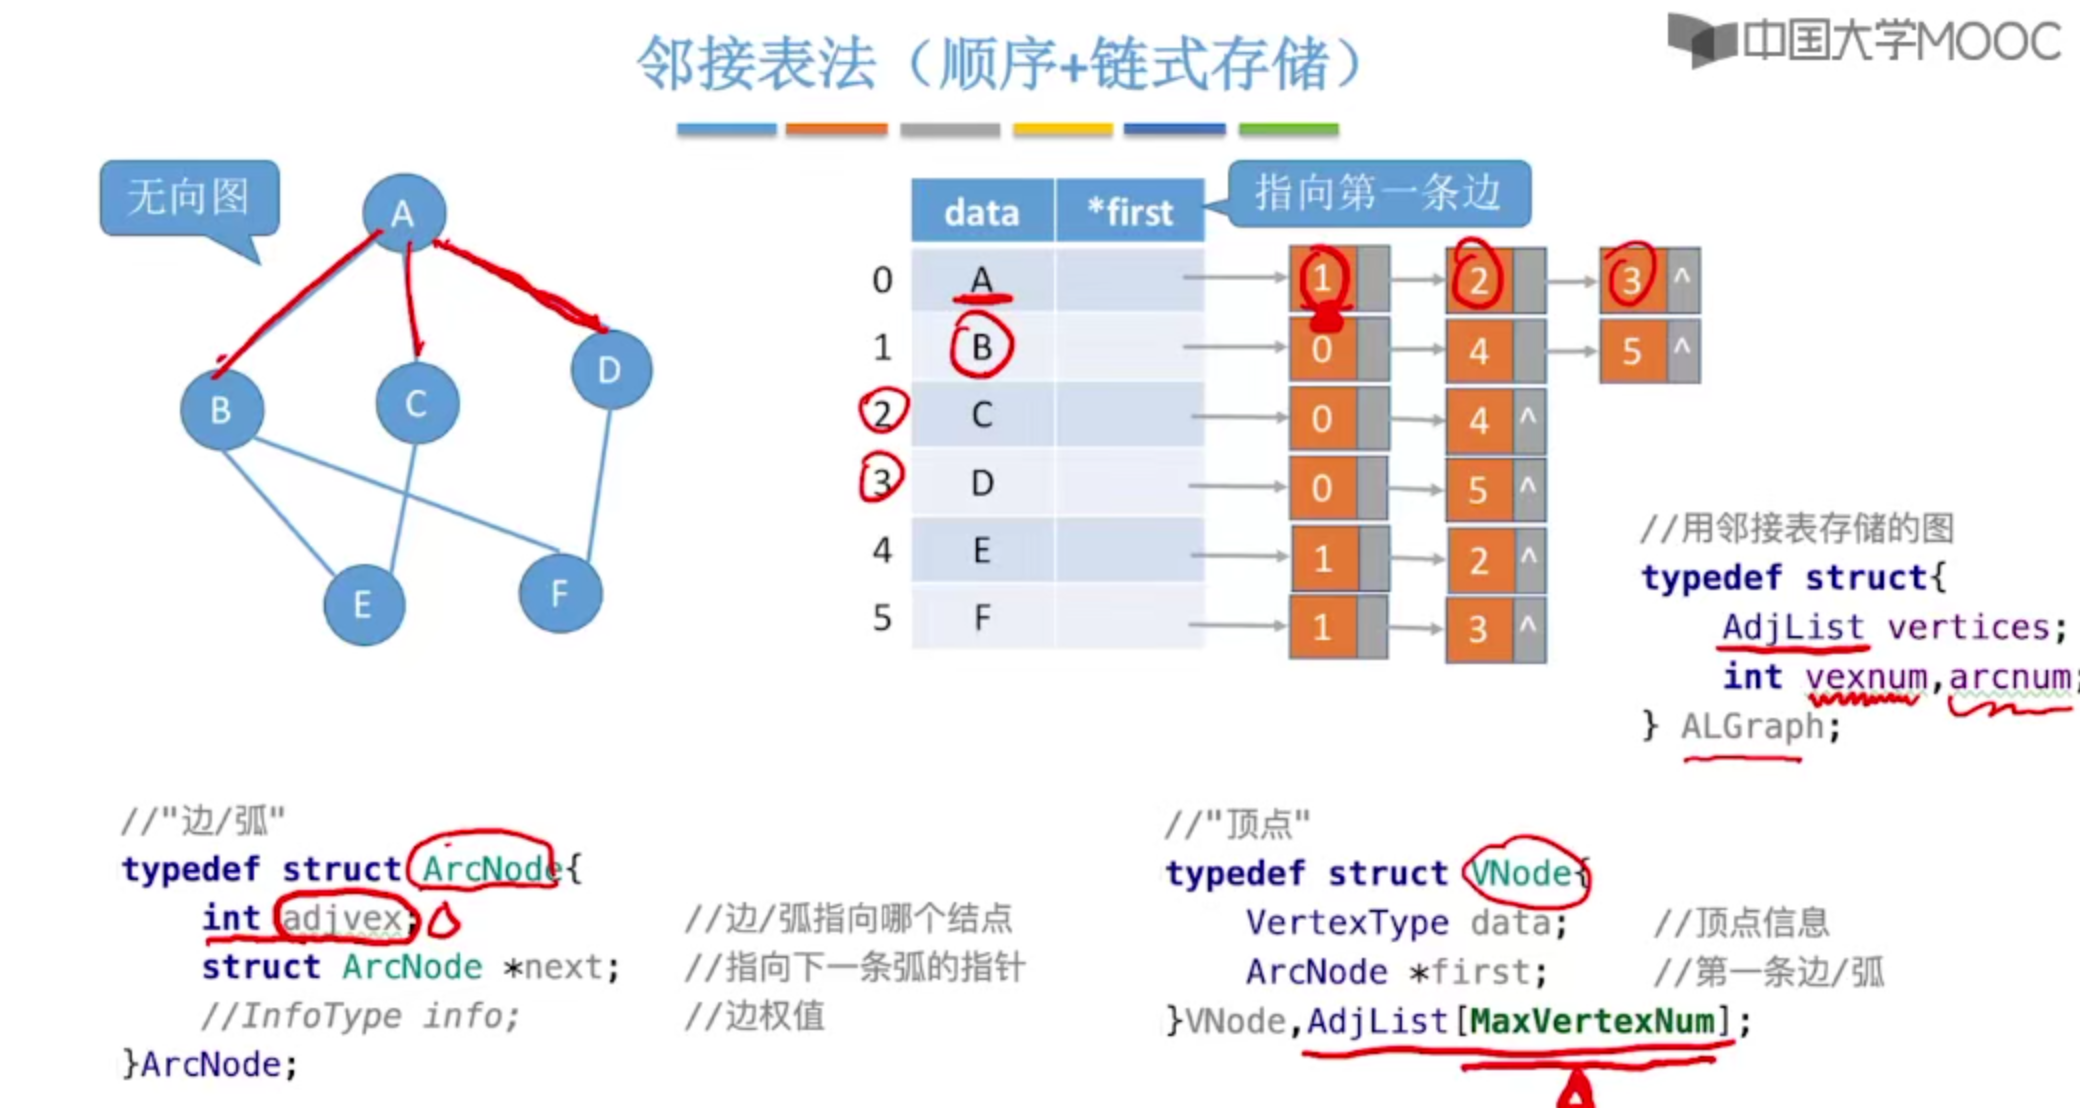 中国大学MOOC
邻接表法（顺序+链式存储）
无向图
A
B
C
D
E
F
data *first
指向第一条边
0 A 1 2 3 ^
1 B 0 4 5 ^
2 C 0 4 ^
3 D 0 5 ^
4 E 1 2 ^
5 F 1 3 ^
//用邻接表存储的图
typedef struct{
AdjList vertices;
int vexnum,arcnum;
} ALGraph;
//"边/弧"
typedef struct ArcNode{
int adjvex; //边/弧指向哪个结点
struct ArcNode *next; //指向下一条弧的指针
//InfoType info; //边权值
}ArcNode;
//"顶点"
typedef struct VNode{
VertexType data; //顶点信息
ArcNode *first; //第一条边/弧
}VNode,AdjList[MaxVertexNum];